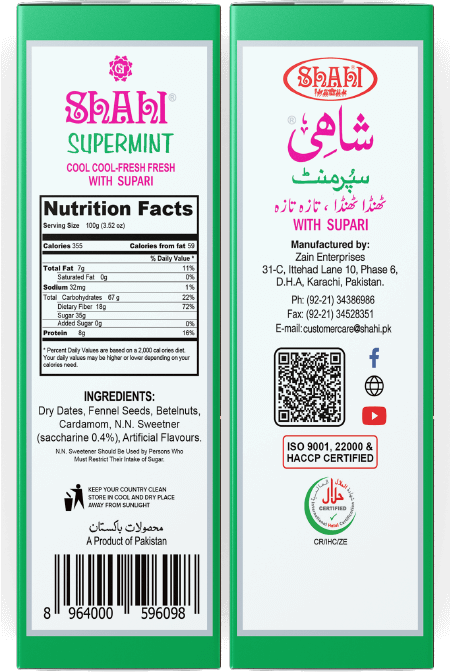 GI
SHAHI®
SUPERMINT
COOL COOL-FRESH FRESH
WITH SUPARI
Nutrition Facts
Serving Size 100g (3.52 oz)
Calories 355 Calories from fat 59
% Daily Value *
Total Fat 7g 11%
Saturated Fat 0g 0%
Sodium 32mg 1%
Total Carbohydrates 67 g 22%
Dietary Fiber 18g 72%
Sugar 35g
Added Sugar 0g 0%
Protein 8g 16%
* Percent Daily Values are based on a 2,000 calories diet.
Your daily values may be higher or lower depending on your
calories need.
INGREDIENTS:
Dry Dates, Fennel Seeds, Betelnuts,
Cardamom, N.N. Sweetner
(saccharine 0.4%), Artificial Flavours.
N.N. Sweetener Should Be Used by Persons Who
Must Restrict Their Intake of Sugar.
KEEP YOUR COUNTRY CLEAN
STORE IN COOL AND DRY PLACE
AWAY FROM SUNLIGHT
محصولات پاکستان
A Product of Pakistan
8 964000 596098
SHAHI
®
شاہی
سپرمنٹ
ٹھنڈا ٹھنڈا، تازہ تازہ
WITH SUPARI
Manufactured by:
Zain Enterprises
31-C, Ittehad Lane 10, Phase 6,
D.H.A, Karachi, Pakistan.
Ph: (92-21) 34386986
Fax: (92-21) 34528351
E-mail: customercare@shahi.pk
ISO 9001, 22000 &
HACCP CERTIFIED
حلال
CERTIFIED
International Halal Certification
CR/IHC/ZE